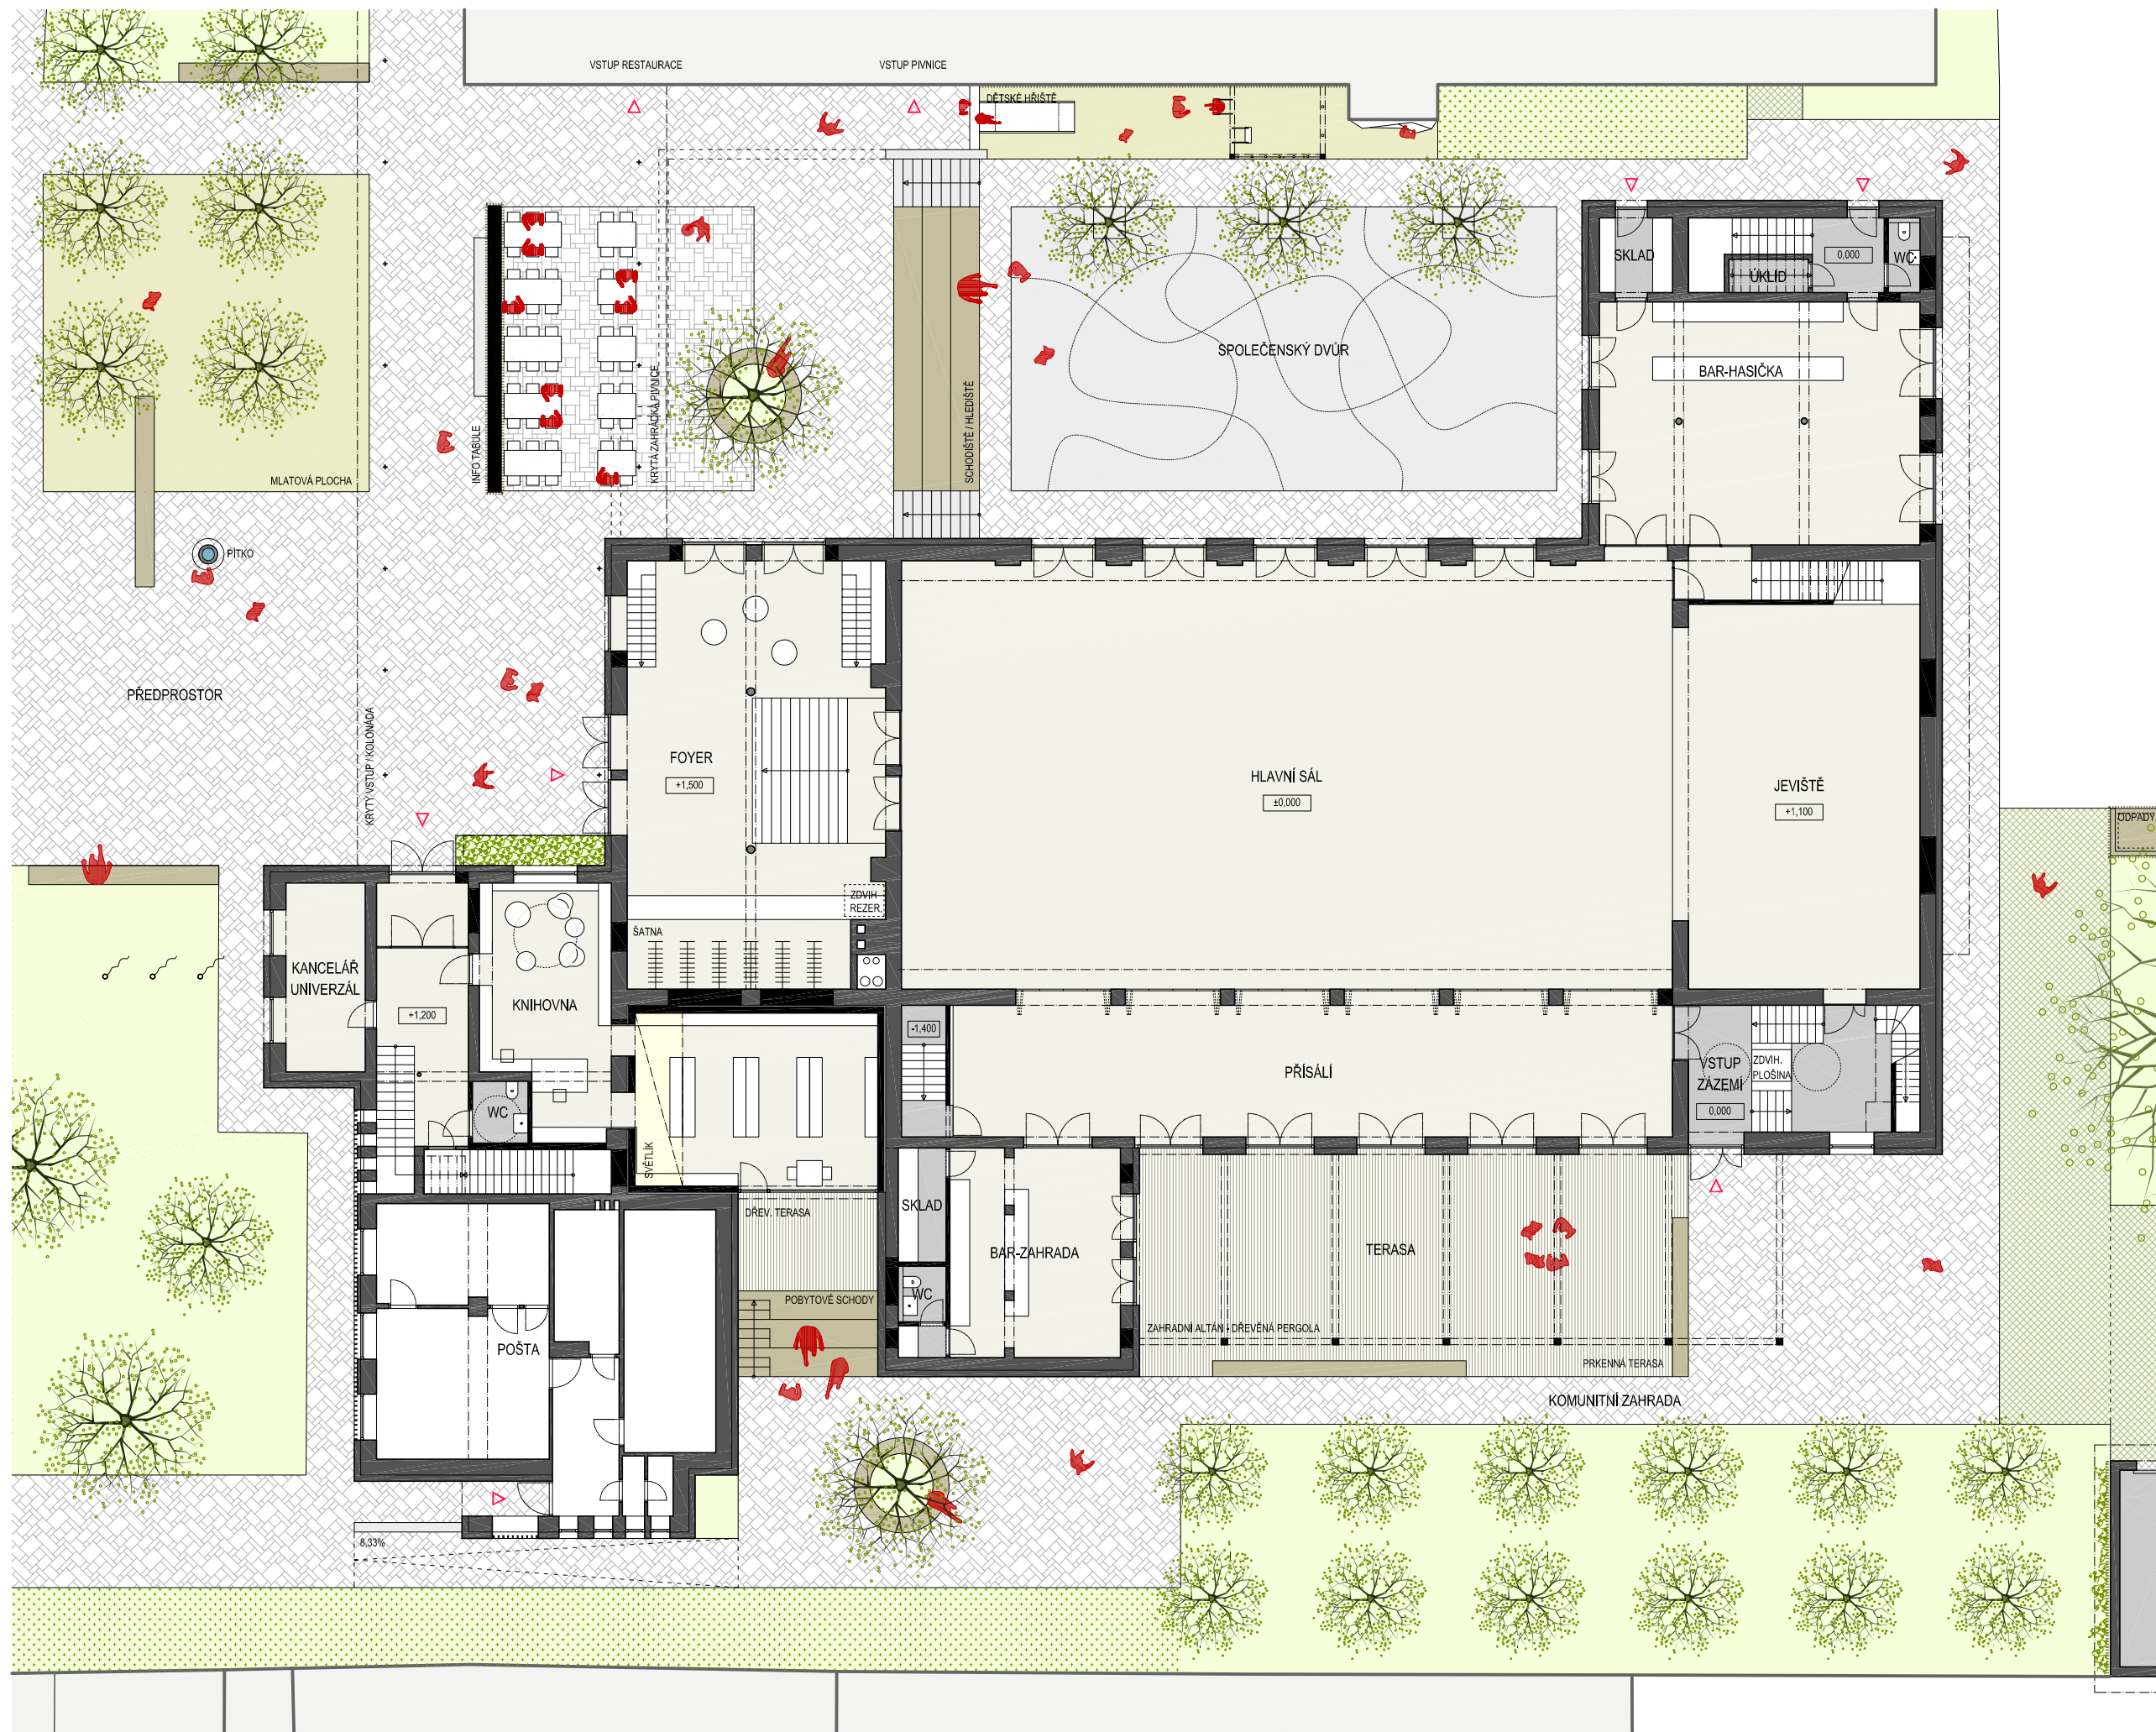 VSTUP RESTAURACE
VSTUP PIVNICE
DĚTSKÉ HŘIŠTĚ
SKLAD
ÚKLID
0,000
WC
SPOLEČENSKÝ DVŮR
BAR-HASIČKA
KRYTÁ ZAHRÁDKA PIVNICE
SCHODIŠTĚ / HLEDIŠTĚ
INFO TABULE
MLATOVÁ PLOCHA
PÍTKO
PŘEDPROSTOR
KRYTÝ VSTUP / KOLONÁDA
FOYER
+1,500
HLAVNÍ SÁL
±0,000
JEVIŠTĚ
+1,100
ODPADY
ZDVIH
REZER.
ŠATNA
KANCELÁŘ
UNIVERZÁL
KNIHOVNA
+1,200
-1,400
PŘÍSÁLÍ
VSTUP
ZÁZEMÍ
0,000
ZDVIH.
PLOŠINA
WC
SVĚTLÍK
DŘEV. TERASA
SKLAD
BAR-ZAHRADA
TERASA
WC
POBYTOVÉ SCHODY
ZAHRADNÍ ALTÁN - DŘEVĚNÁ PERGOLA
POŠTA
PRKENNÁ TERASA
KOMUNITNÍ ZAHRADA
8,33%